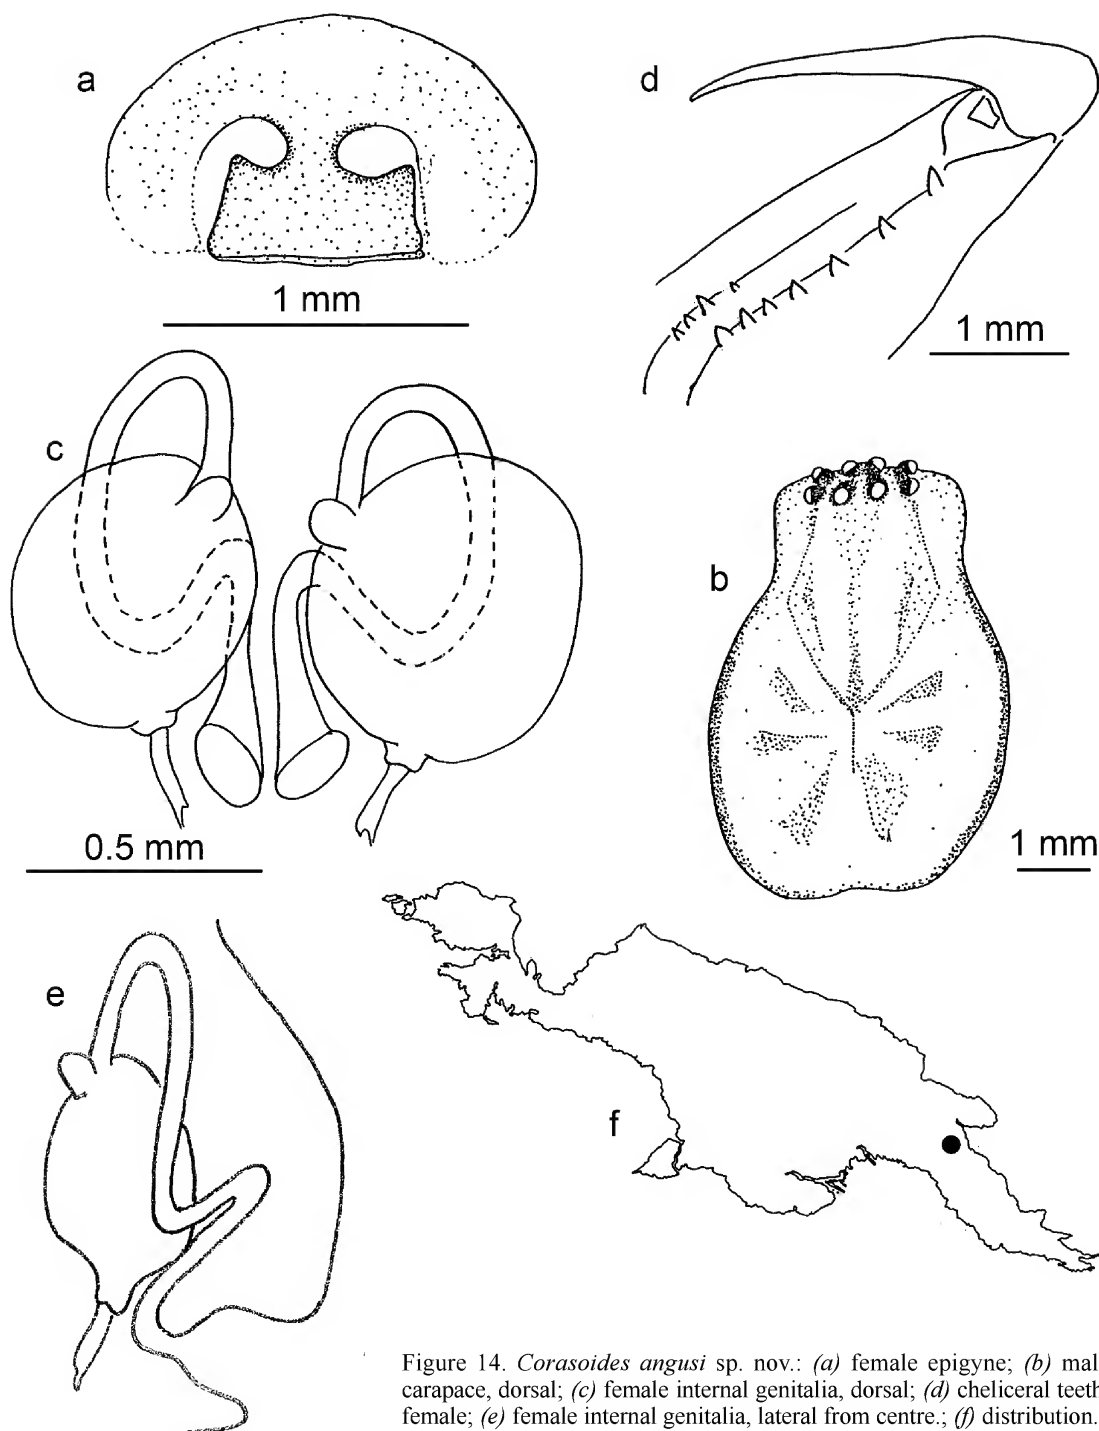 a
d
1 mm
1 mm
c
b
0.5 mm
1 mm
e
f
Figure 14. Corasoides angusi sp. nov.: (a) female epigyne; (b) mal
carapace, dorsal; (c) female internal genitalia, dorsal; (d) cheliceral teeth
female; (e) female internal genitalia, lateral from centre.; (f) distribution.